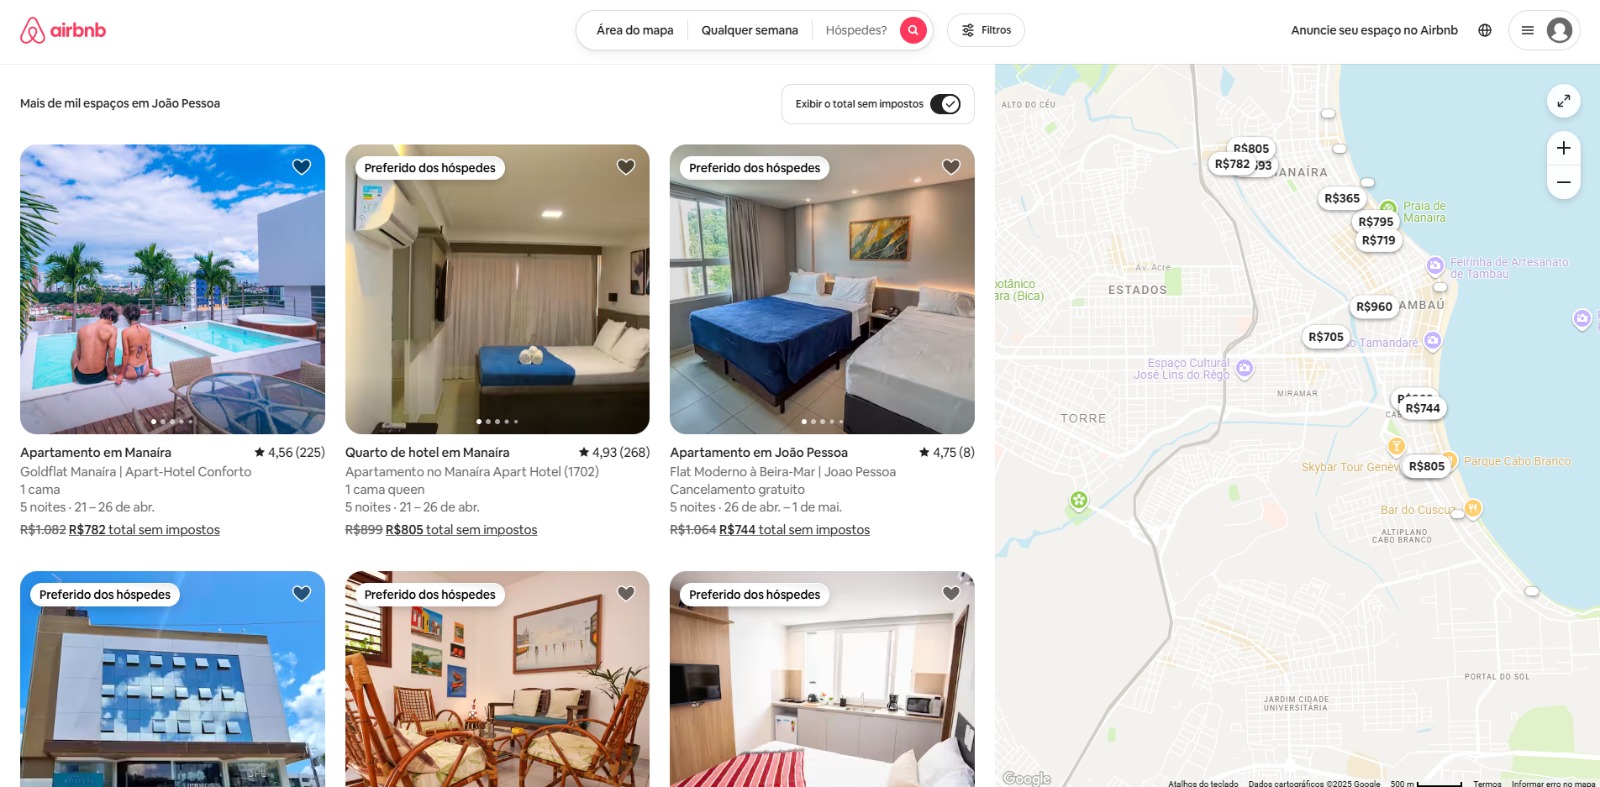 airbnb
Área do mapa
Qualquer semana
Hóspedes?
Filtros
Anuncie seu espaço no Airbnb
Mais de mil espaços em João Pessoa
Exibir o total sem impostos
Preferido dos hóspedes
Preferido dos hóspedes
Apartamento em Manaíra
4,56 (225)
Goldflat Manaíra | Apart-Hotel Conforto
1 cama
5 noites · 21 – 26 de abr.
R$1.082 R$782 total sem impostos
Quarto de hotel em Manaíra
4,93 (268)
Apartamento no Manaíra Apart Hotel (1702)
1 cama queen
5 noites · 21 – 26 de abr.
R$899 R$805 total sem impostos
Apartamento em João Pessoa
4,75 (8)
Flat Moderno à Beira-Mar | Joao Pessoa
Cancelamento gratuito
5 noites · 26 de abr. – 1 de mai.
R$1.064 R$744 total sem impostos
Preferido dos hóspedes
Preferido dos hóspedes
Preferido dos hóspedes
ALTO DO CÉU
R$805
R$782
R$365
Praia de
Manaira
R$795
R$719
Av. Acre
Feirinha de Artesanato
de Tambaú
ESTADOS
ara (Bica)
R$960
R$705
Tamandaré
Espaço Cultural
José Lins do Rêgo
MIRAMAR
TORRE
R$744
Skybar Tour Genèv
R$805
Parque Cabo Branco
Bar do Cuscuz
ALTIPLANO
CABO BRANCO
PORTAL DO SOL
JARDIM CIDADE
UNIVERSITÁRIA
Google
Atalhos do teclado
Dados cartográficos ©2025 Google
500 m
Termos
Informar erro no mapa